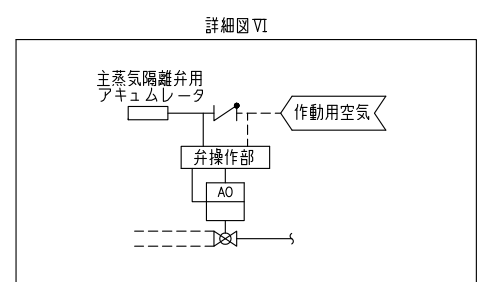 詳細図Ⅵ
主蒸気隔離弁用
アキュムレータ
作動用空気
弁操作部
AO